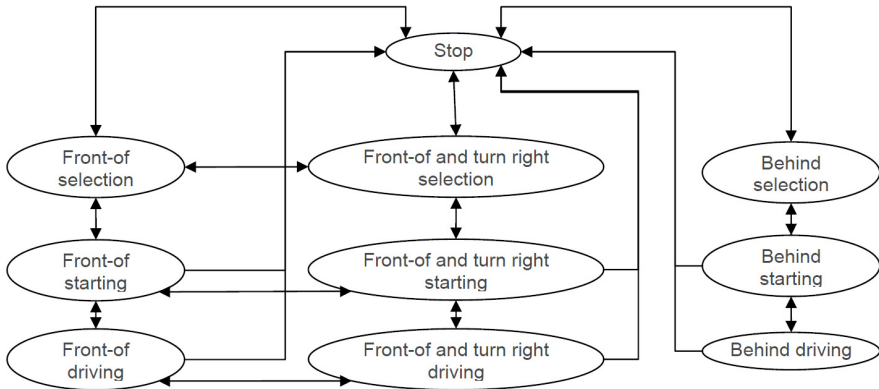 Stop
Front-of
selection
Front-of and turn right
selection
Behind
selection
Front-of
starting
Front-of and turn right
starting
Behind
starting
Front-of
driving
Front-of and turn right
driving
Behind driving